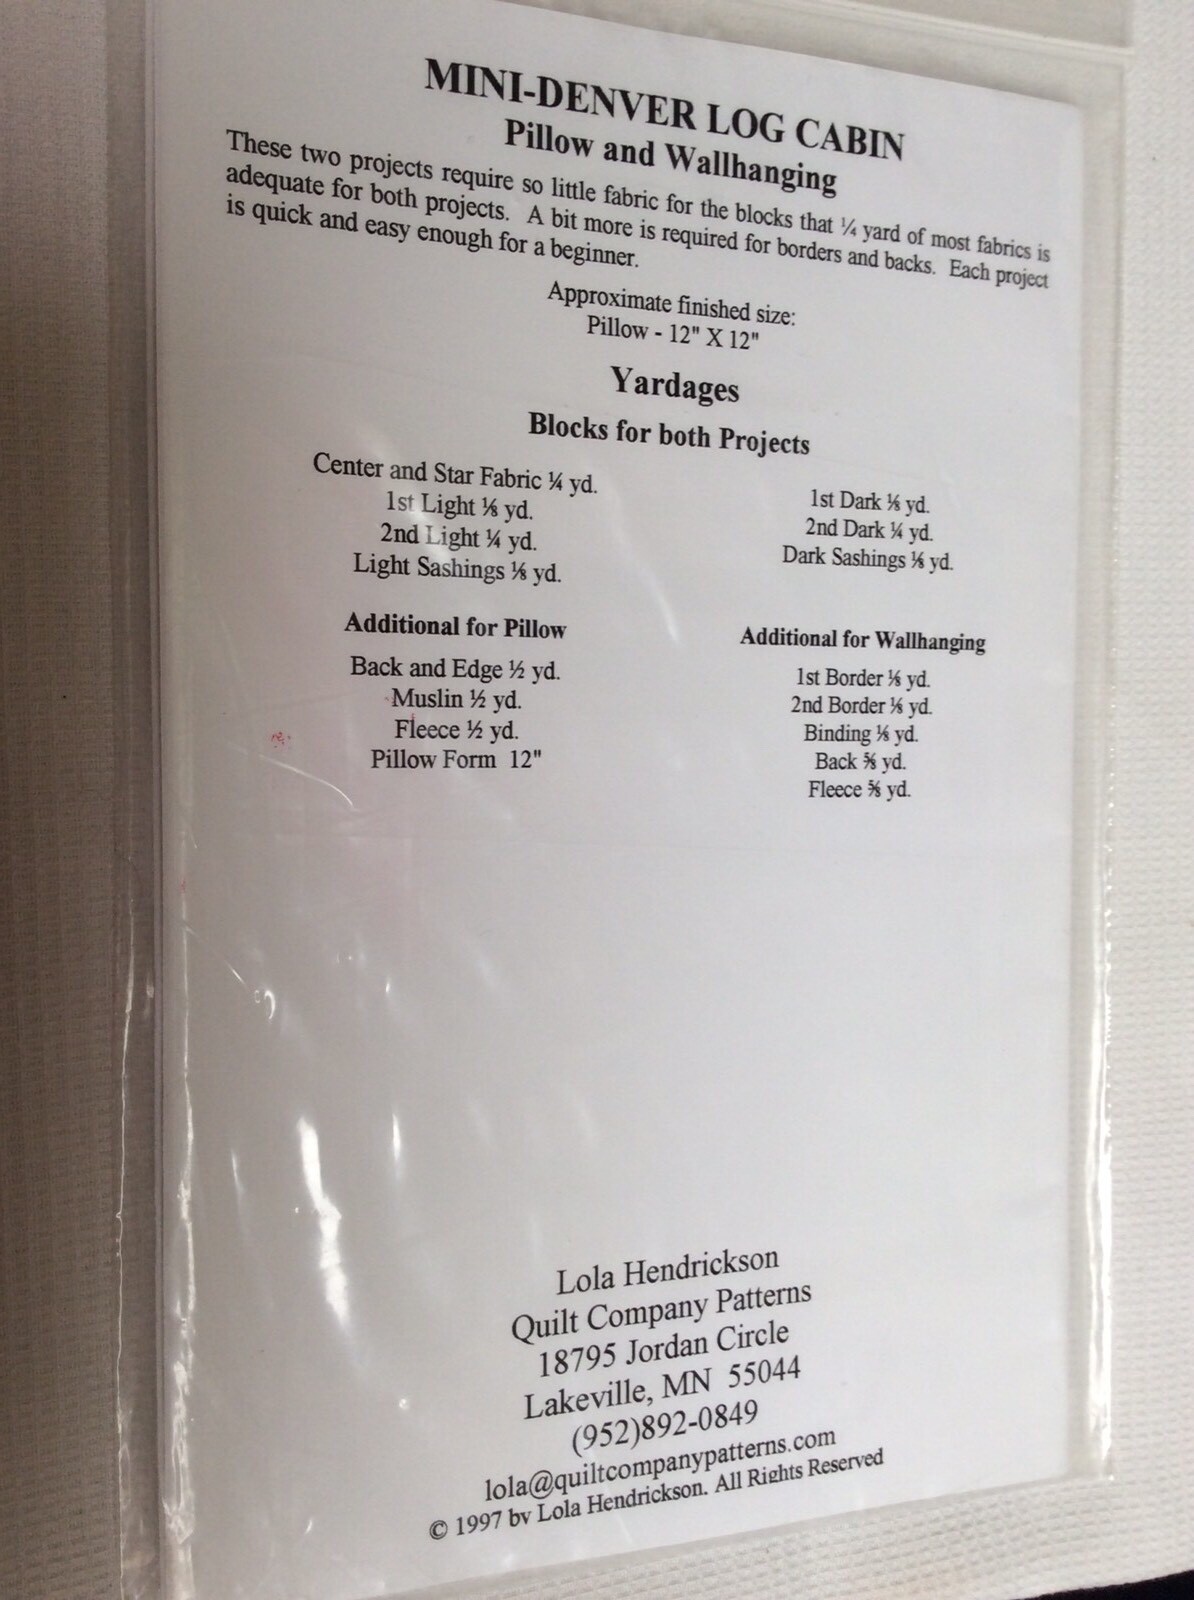 MINI-DENVER LOG CABIN
Pillow and Wallhanging
These two projects require so little fabric for the blocks that ¼ yard of most fabrics is
adequate for both projects. A bit more is required for borders and backs. Each project
is quick and easy enough for a beginner.
Approximate finished size:
Pillow - 12" X 12"
Yardages
Blocks for both Projects
Center and Star Fabric ¼ yd.
1st Light ⅛ yd.
2nd Light ¼ yd.
Light Sashings ⅛ yd.
1st Dark ⅛ yd.
2nd Dark ¼ yd.
Dark Sashings ⅛ yd.
Additional for Pillow
Back and Edge ½ yd.
Muslin ½ yd.
Fleece ½ yd.
Pillow Form 12"
Additional for Wallhanging
1st Border ⅛ yd.
2nd Border ⅛ yd.
Binding ⅛ yd.
Back ⅝ yd.
Fleece ⅝ yd.
Lola Hendrickson
Quilt Company Patterns
18795 Jordan Circle
Lakeville, MN 55044
(952)892-0849
lola@quiltcompanypatterns.com
© 1997 by Lola Hendrickson. All Rights Reserved